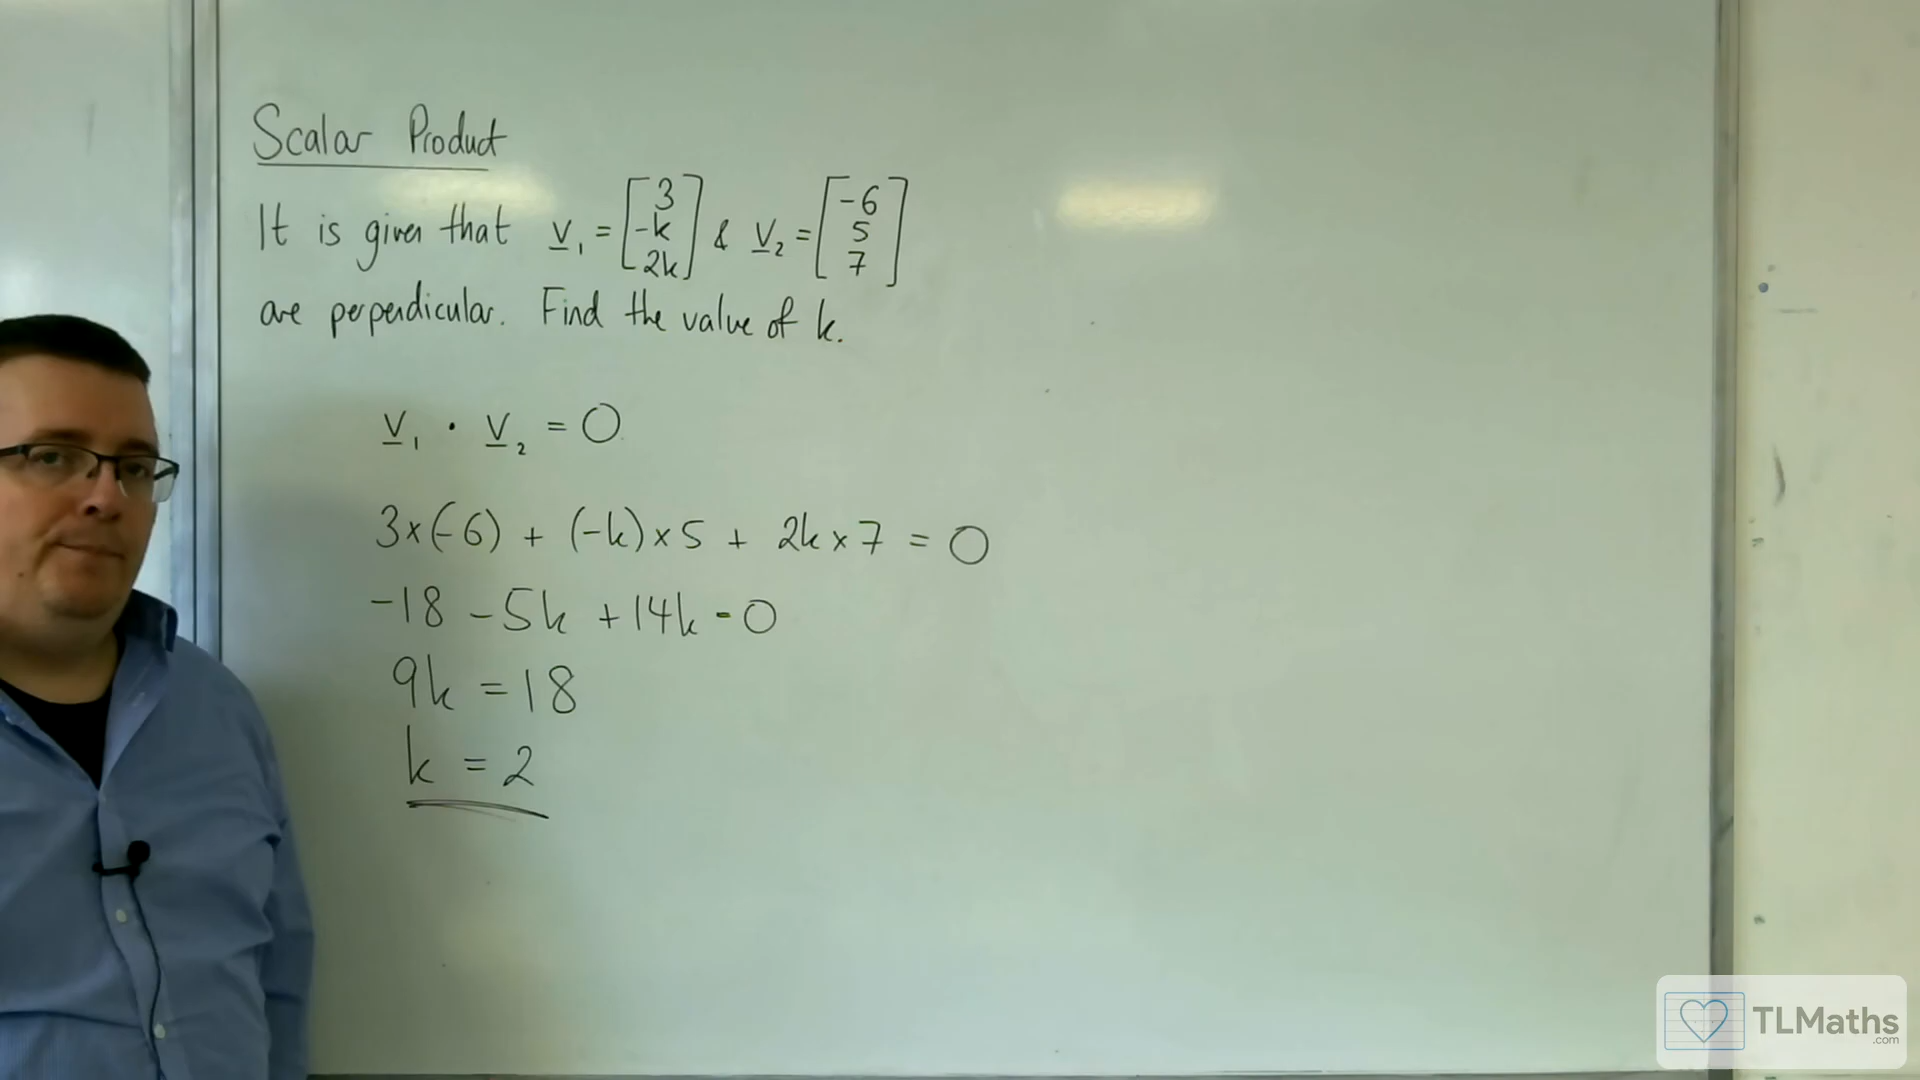 Scalar Product
It is given that v₁ = [3 -k 2k] & v₂ = [-6 5 7]
are perpendicular. Find the value of k.
v₁ · v₂ = 0
3×(-6) + (-k)×5 + 2k×7 = 0
-18 -5k +14k = 0
9k = 18
k = 2
TLMaths
.com